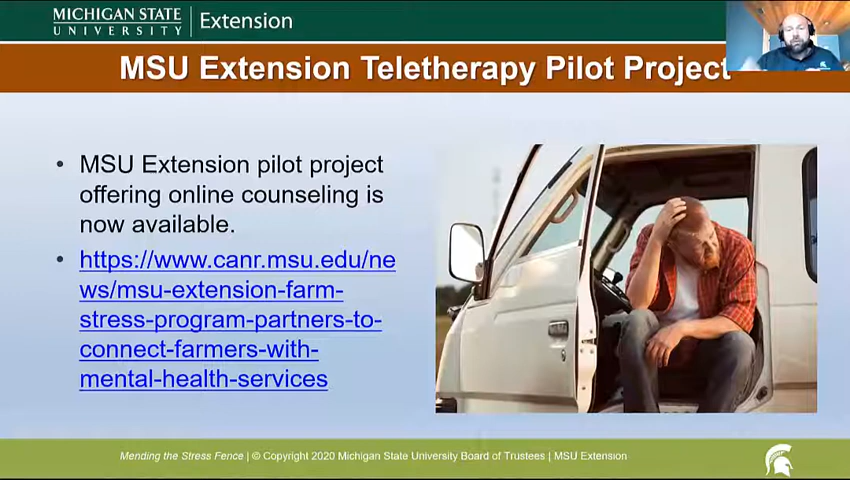 MICHIGAN STATE
UNIVERSITY
Extension
MSU Extension Teletherapy Pilot Project
• MSU Extension pilot project
offering online counseling is
now available.
• https://www.canr.msu.edu/ne
ws/msu-extension-farm-
stress-program-partners-to-
connect-farmers-with-
mental-health-services
Mending the Stress Fence | © Copyright 2020 Michigan State University Board of Trustees | MSU Extension